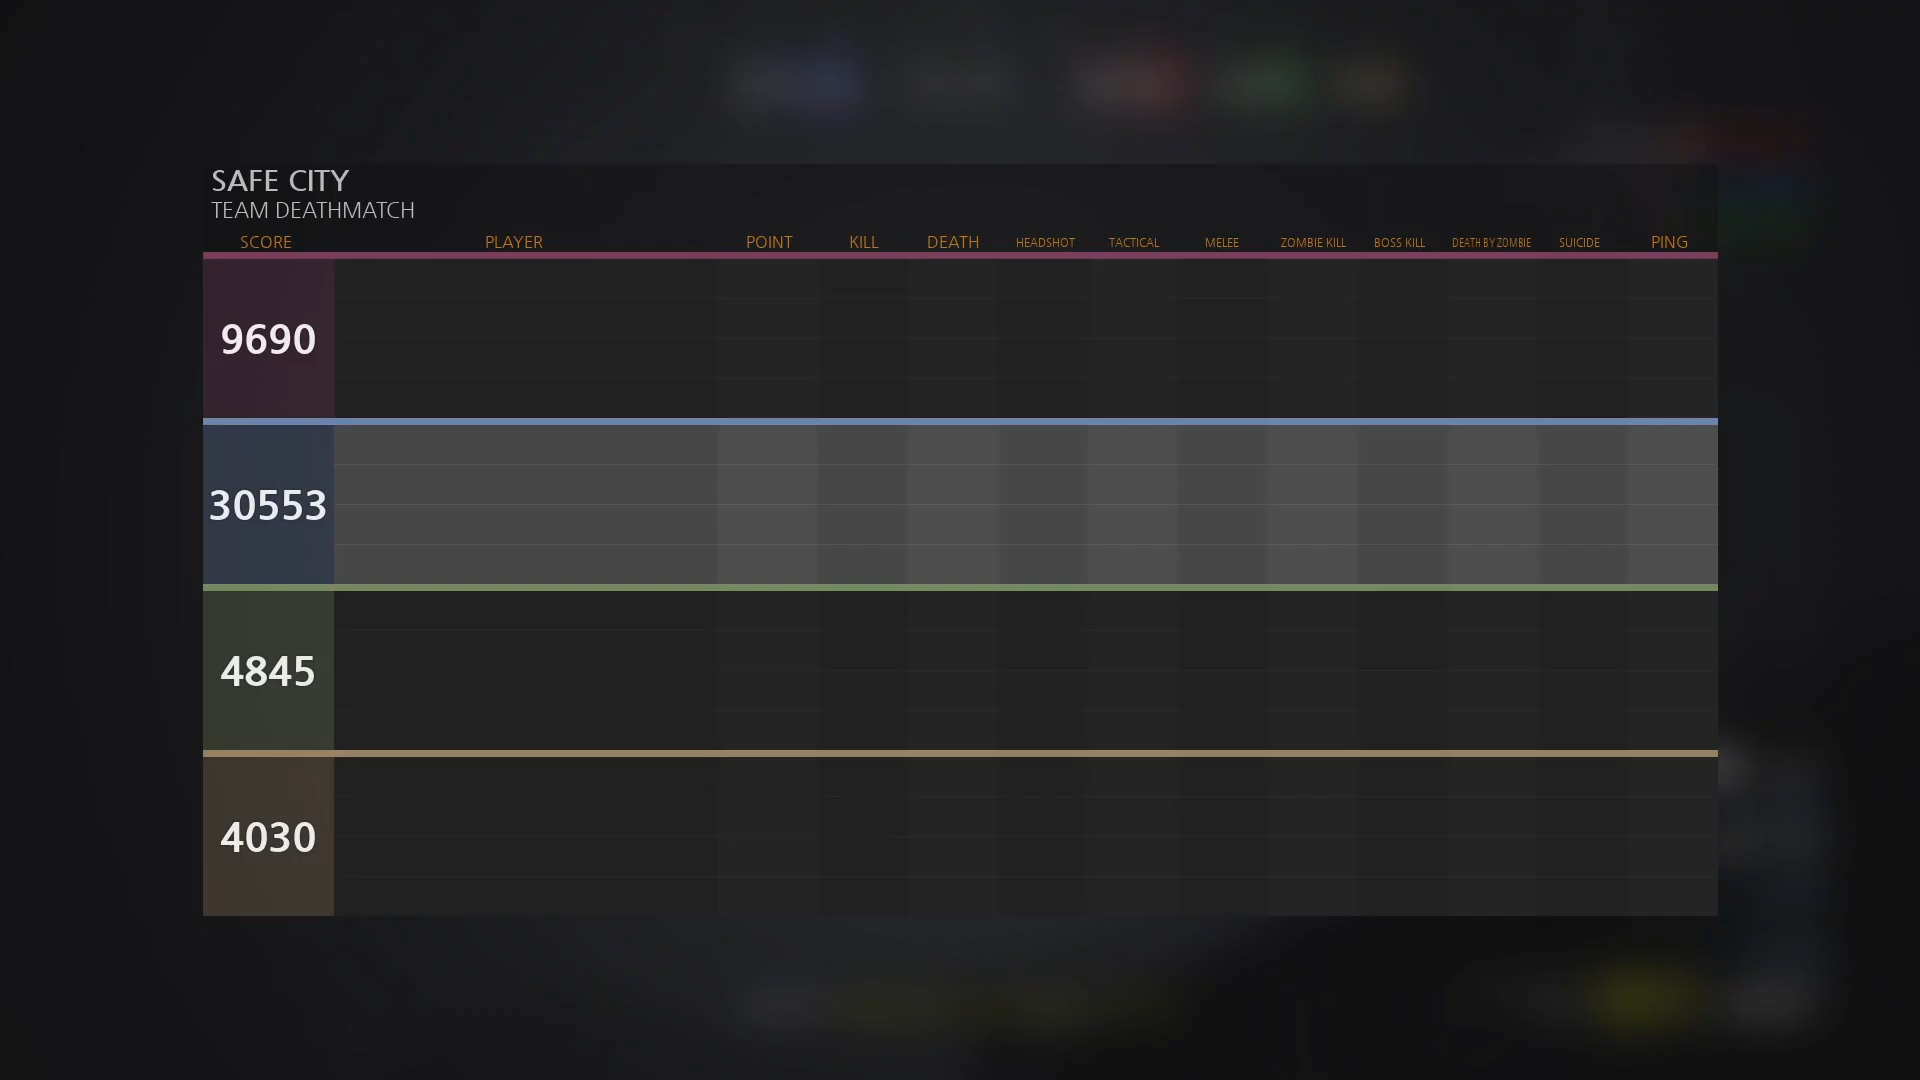 SAFE CITY
TEAM DEATHMATCH
SCORE PLAYER POINT KILL DEATH HEADSHOT TACTICAL MELEE ZOMBIE KILL BOSS KILL DEATH BY ZOMBIE SUICIDE PING
9690
30553
4845
4030